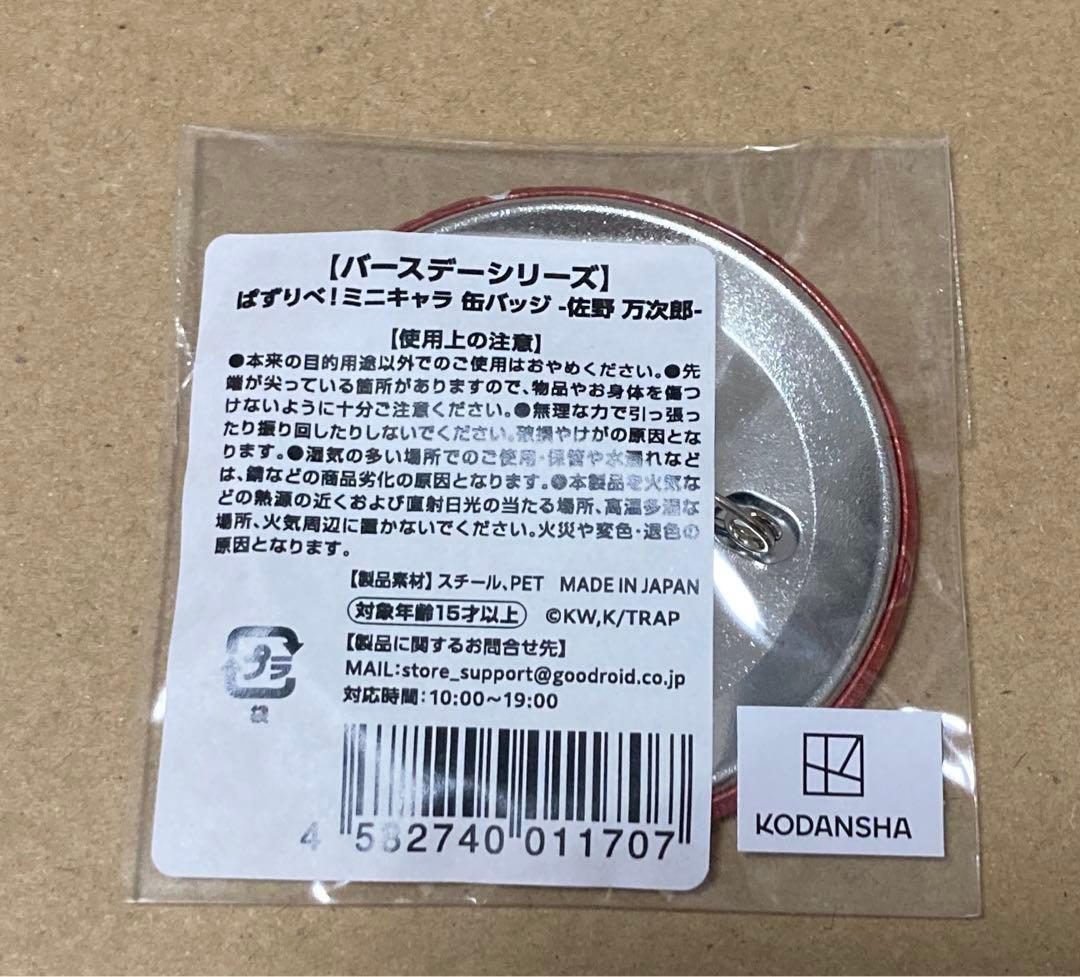 【バースデーシリーズ】
ぱずりべ!ミニキャラ 缶バッジ -佐野 万次郎-
【使用上の注意】
●本来の目的用途以外でのご使用はおやめください。●先
端が尖っている箇所がありますので、物品やお身体を傷つ
けないように十分ご注意ください。●無理な力で引っ張っ
たり振り回したりしないでください。破損やけがの原因とな
ります。●湿気の多い場所でのご使用・保管や水濡れなど
は、錆などの商品劣化の原因となります。●本製品を火気な
どの熱源の近くおよび直射日光の当たる場所、高温多湿な
場所、火気周辺に置かないでください。火災や変色・退色の
原因となります。
【製品素材】スチール、PET MADE IN JAPAN
対象年齢15才以上 ©KW,K/TRAP
【製品に関するお問合せ先】
MAIL:store_support@goodroid.co.jp
対応時間:10:00〜19:00
プラ
袋
4 582740 011707
KODANSHA